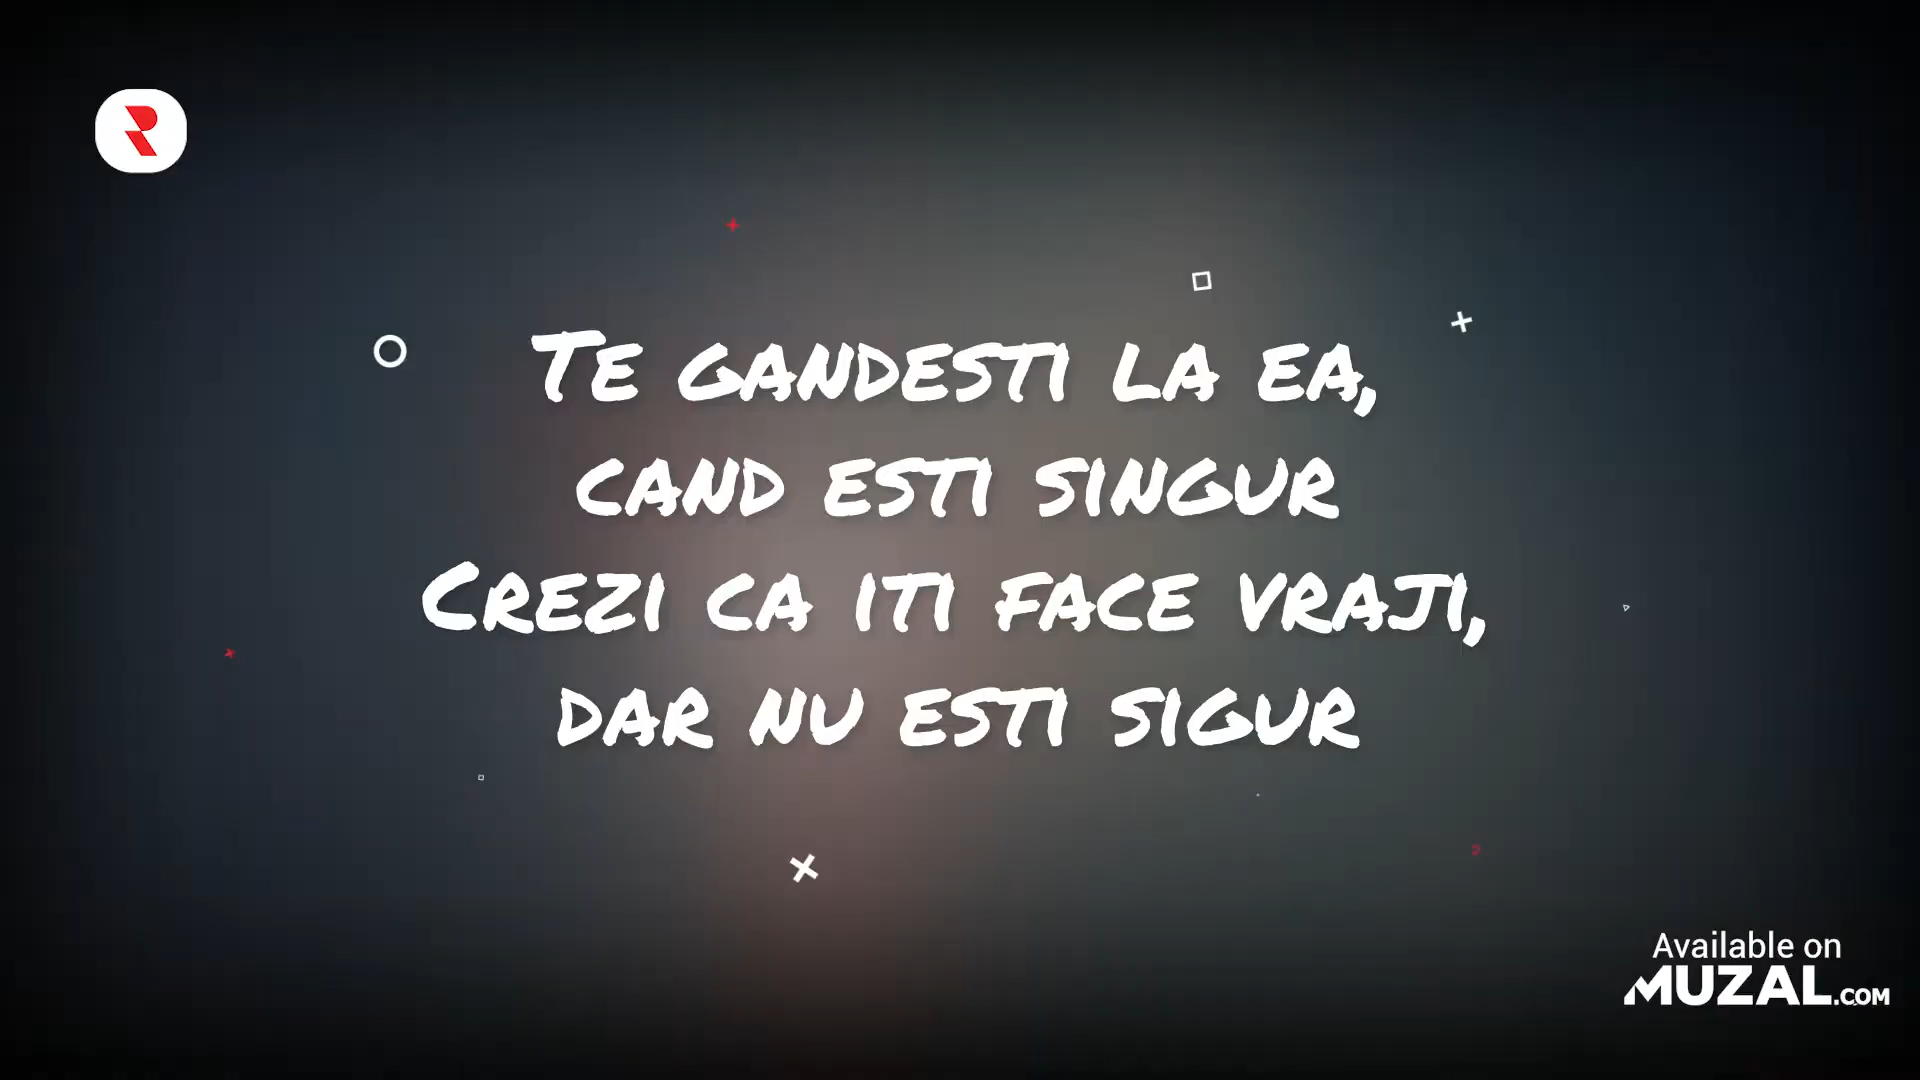 Te gandesti la ea,
cand esti singur
Crezi ca iti face vraji,
dar nu esti sigur
Available on
MUZAL.COM